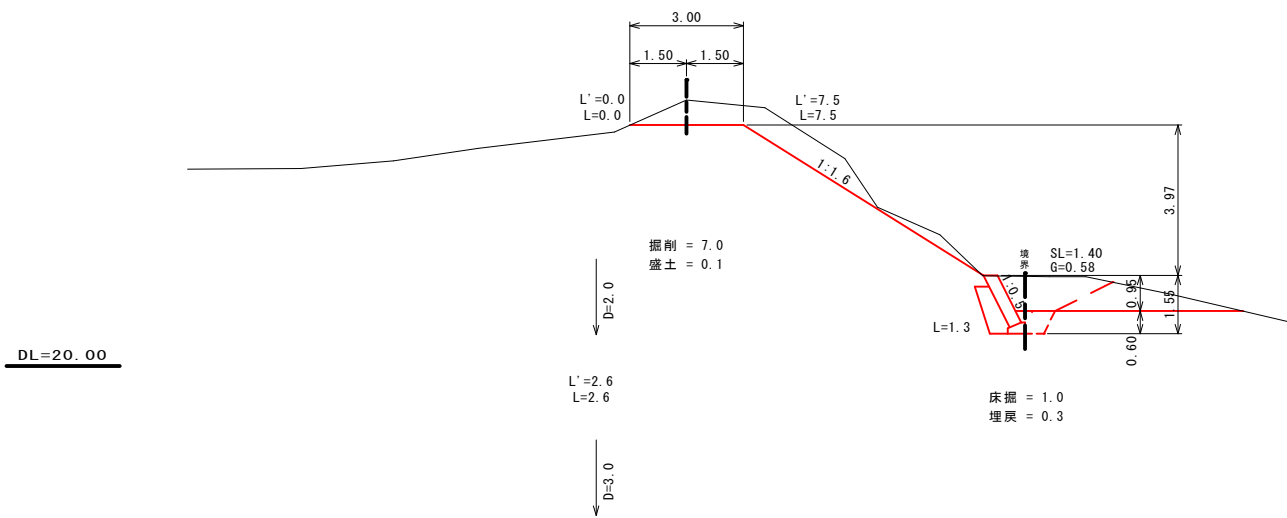 3.00
1.50
1.50
L'=0.0
L=0.0
L'=7.5
L=7.5
1:1.6
3.97
掘削 = 7.0
盛土 = 0.1
境界
SL=1.40
G=0.58
1:0.5
0.95
1.55
0.60
L=1.3
D=2.0
DL=20.00
L'=2.6
L=2.6
床掘 = 1.0
埋戻 = 0.3
D=3.0